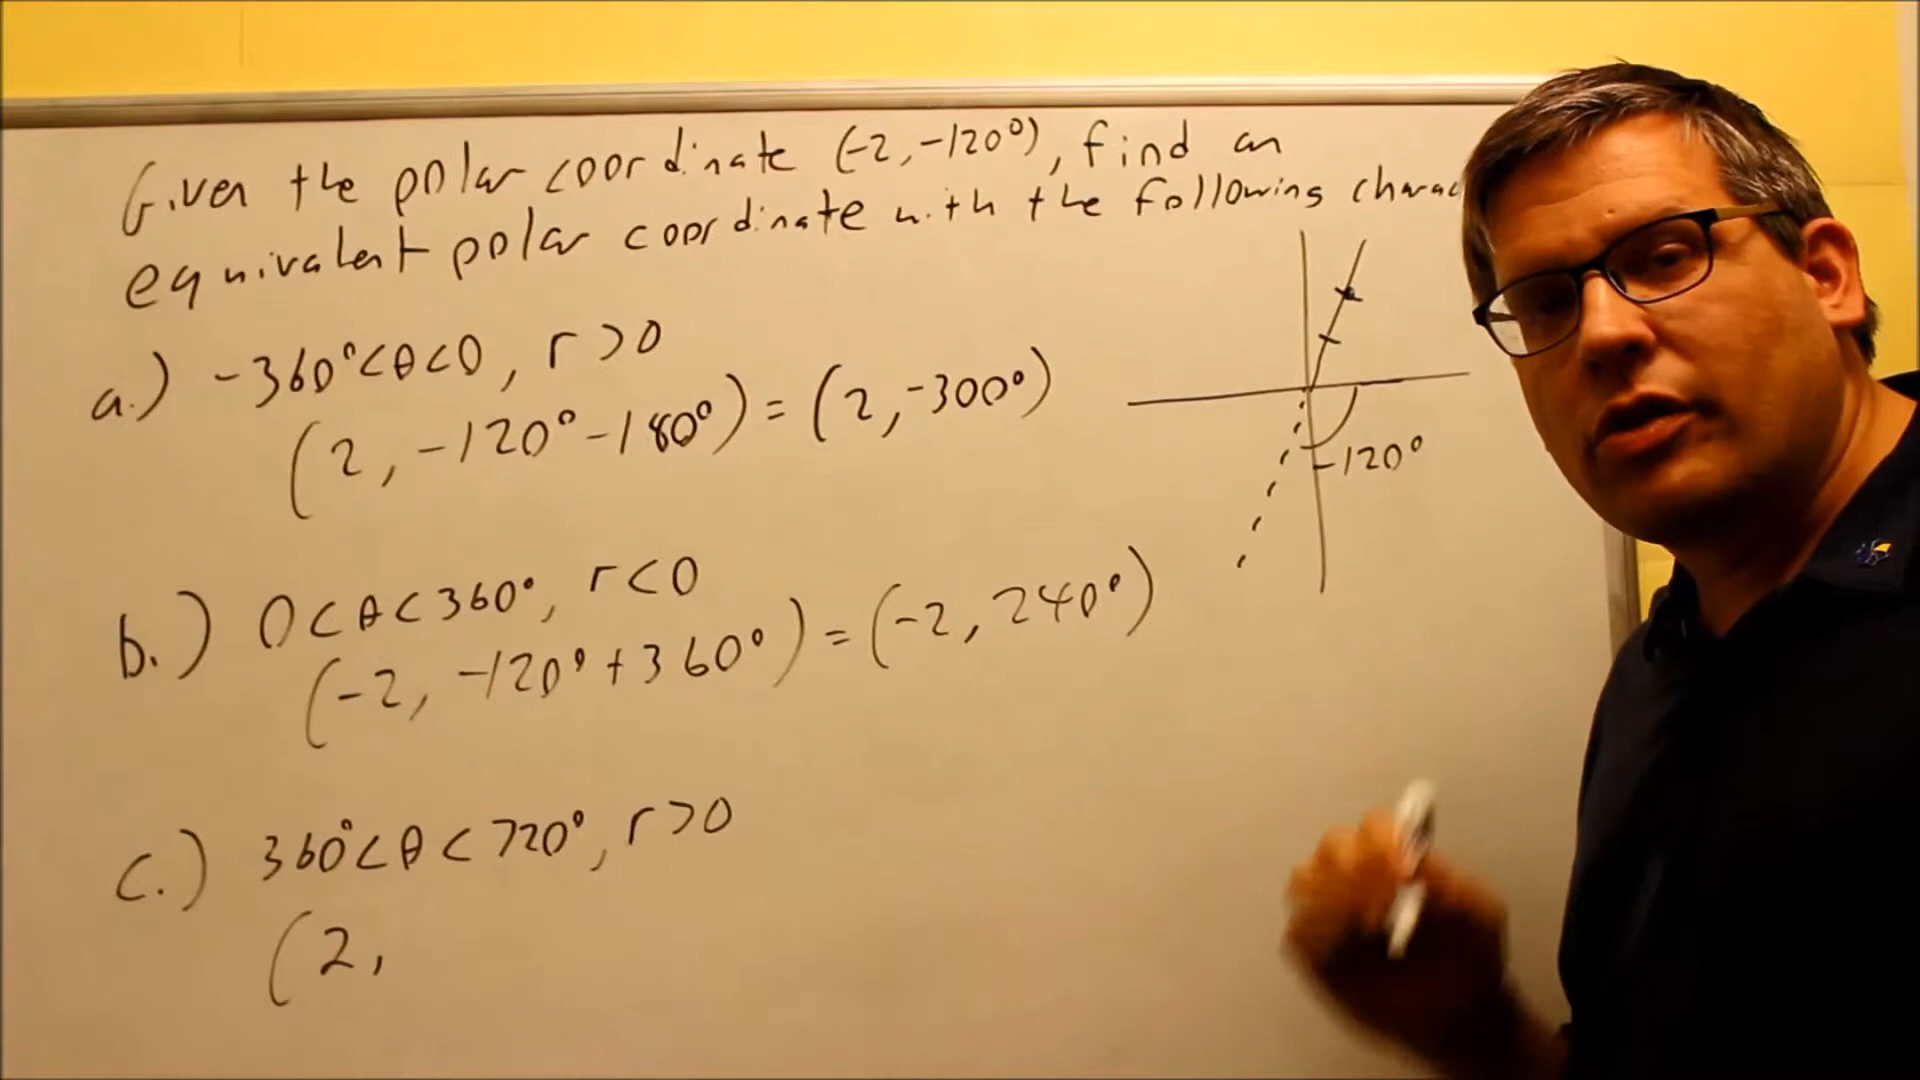 Given the polar coordinate (-2,-120°), find an
equivalent polar coordinate with the following charac
a.) -360°<θ<0, r>0
(2, -120°-180°) = (2,-300°)
-120°
b.) 0<θ<360°, r<0
(-2, -120°+360°) = (-2, 240°)
c.) 360°<θ<720°, r>0
(2,